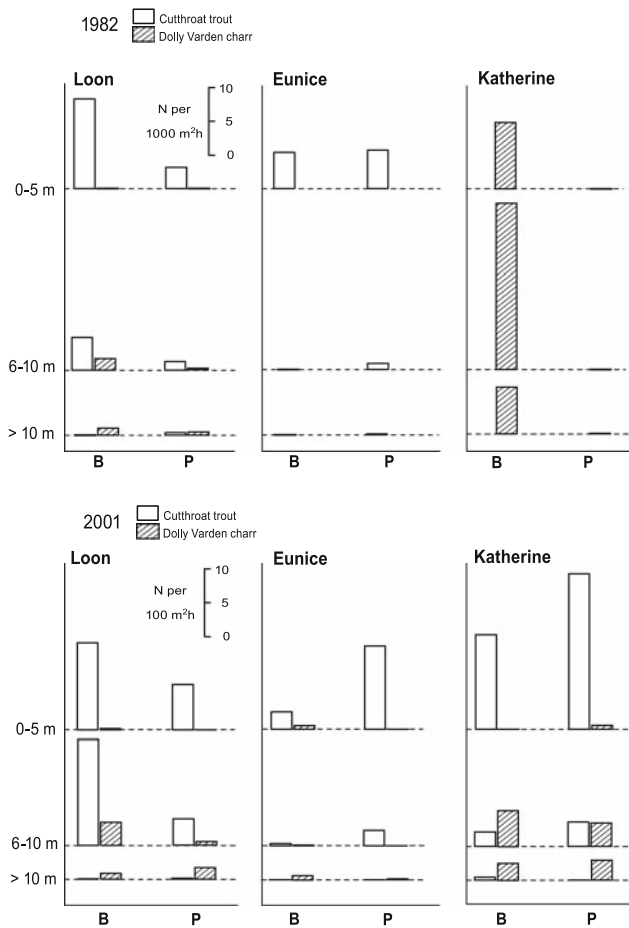 1982
Cutthroat trout
Dolly Varden charr
Loon
Eunice
Katherine
N per
1000 m²h
10
5
0
0-5 m
6-10 m
> 10 m
B P B P B P
2001
Cutthroat trout
Dolly Varden charr
Loon
Eunice
Katherine
N per
100 m²h
10
5
0
0-5 m
6-10 m
> 10 m
B P B P B P